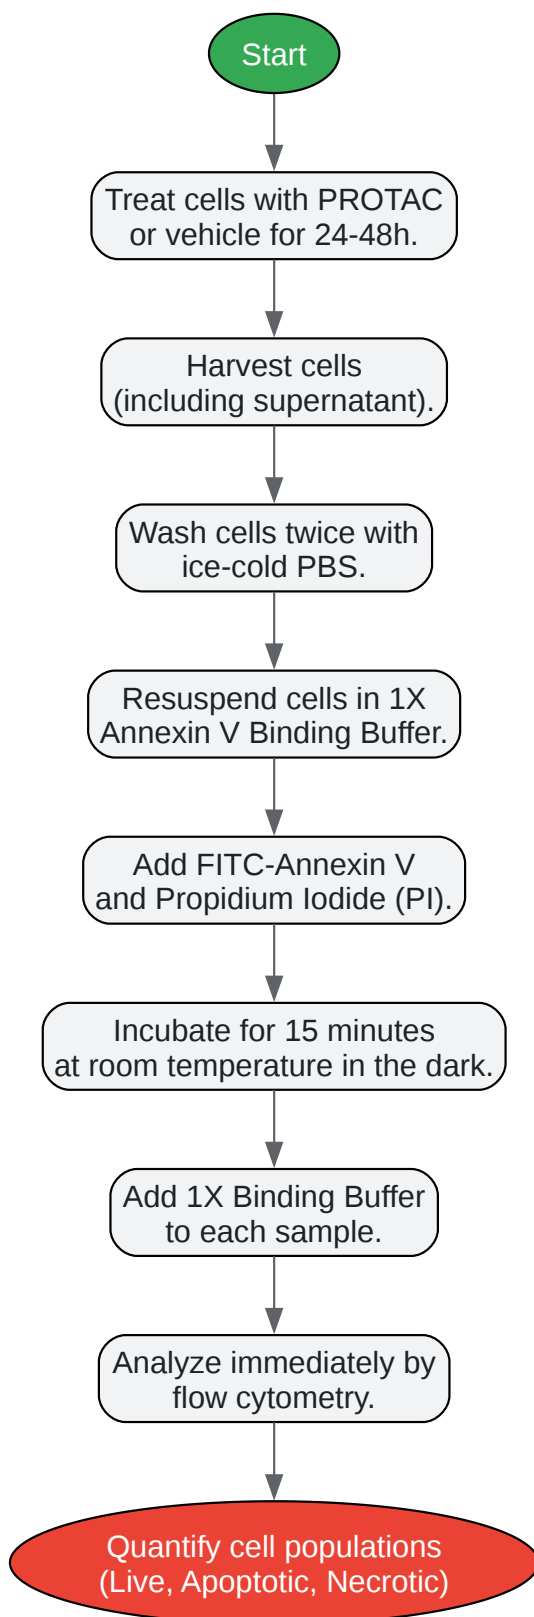 Start
Treat cells with PROTAC
or vehicle for 24-48h.
Harvest cells
(including supernatant).
Wash cells twice with
ice-cold PBS.
Resuspend cells in 1X
Annexin V Binding Buffer.
Add FITC-Annexin V
and Propidium Iodide (PI).
Incubate for 15 minutes
at room temperature in the dark.
Add 1X Binding Buffer
to each sample.
Analyze immediately by
flow cytometry.
Quantify cell populations
(Live, Apoptotic, Necrotic)